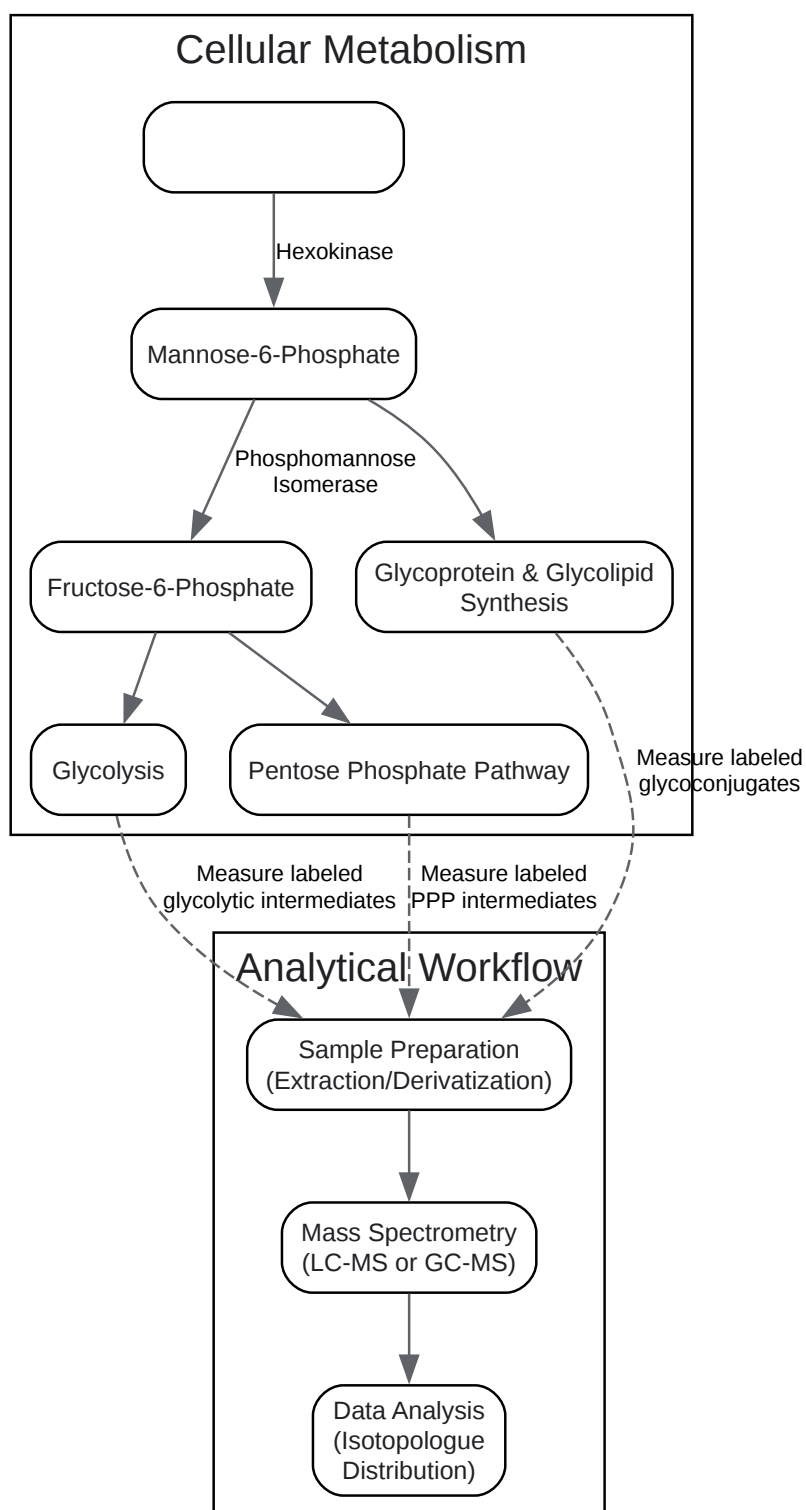 Cellular Metabolism
Hexokinase
Mannose-6-Phosphate
Phosphomannose
Isomerase
Fructose-6-Phosphate
Glycoprotein & Glycolipid
Synthesis
Glycolysis
Pentose Phosphate Pathway
Measure labeled
glycoconjugates
Measure labeled
glycolytic intermediates
Measure labeled
PPP intermediates
Analytical Workflow
Sample Preparation
(Extraction/Derivatization)
Mass Spectrometry
(LC-MS or GC-MS)
Data Analysis
(Isotopologue
Distribution)